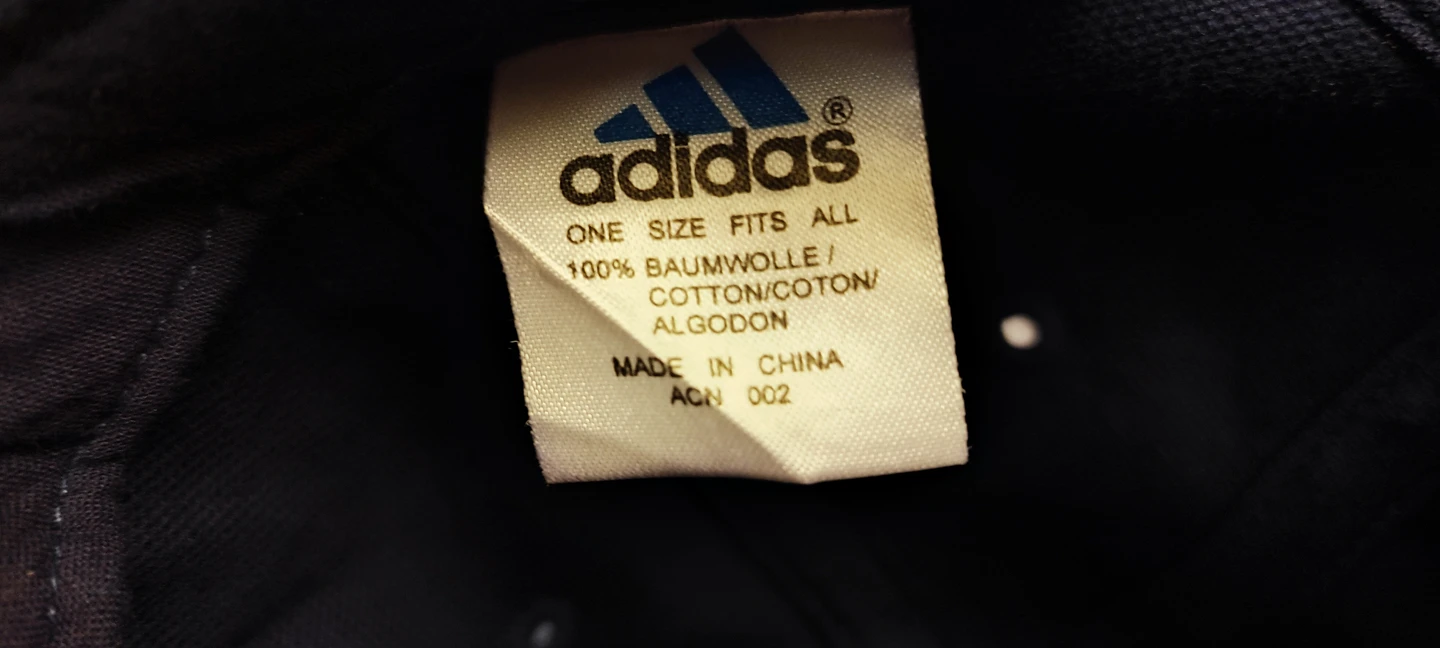 adidas®
ONE SIZE FITS ALL
100% BAUMWOLLE /
COTTON/COTON/
ALGODON
MADE IN CHINA
ACN 002